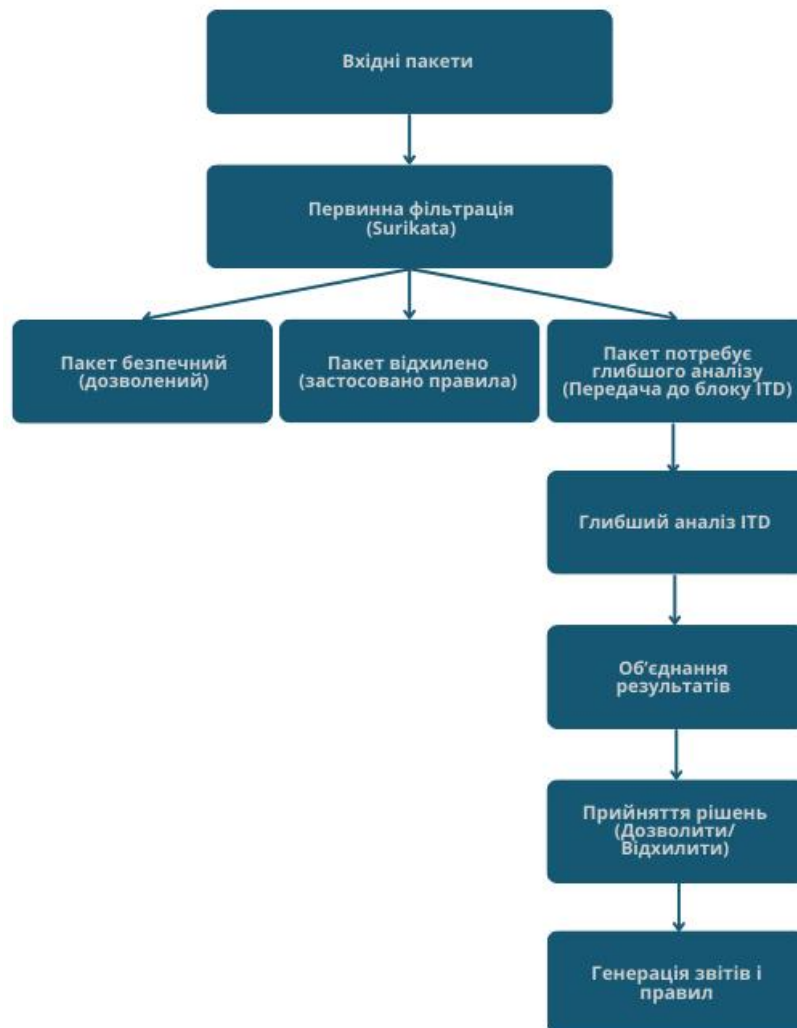 Вхідні пакети
Первинна фільтрація
(Surikata)
Пакет безпечний
(дозволений)
Пакет відхилено
(застосовано правила)
Пакет потребує
глибшого аналізу
(Передача до блоку ITD)
Глибший аналіз ITD
Об’єднання
результатів
Прийняття рішень
(Дозволити/
Відхилити)
Генерація звітів і
правил